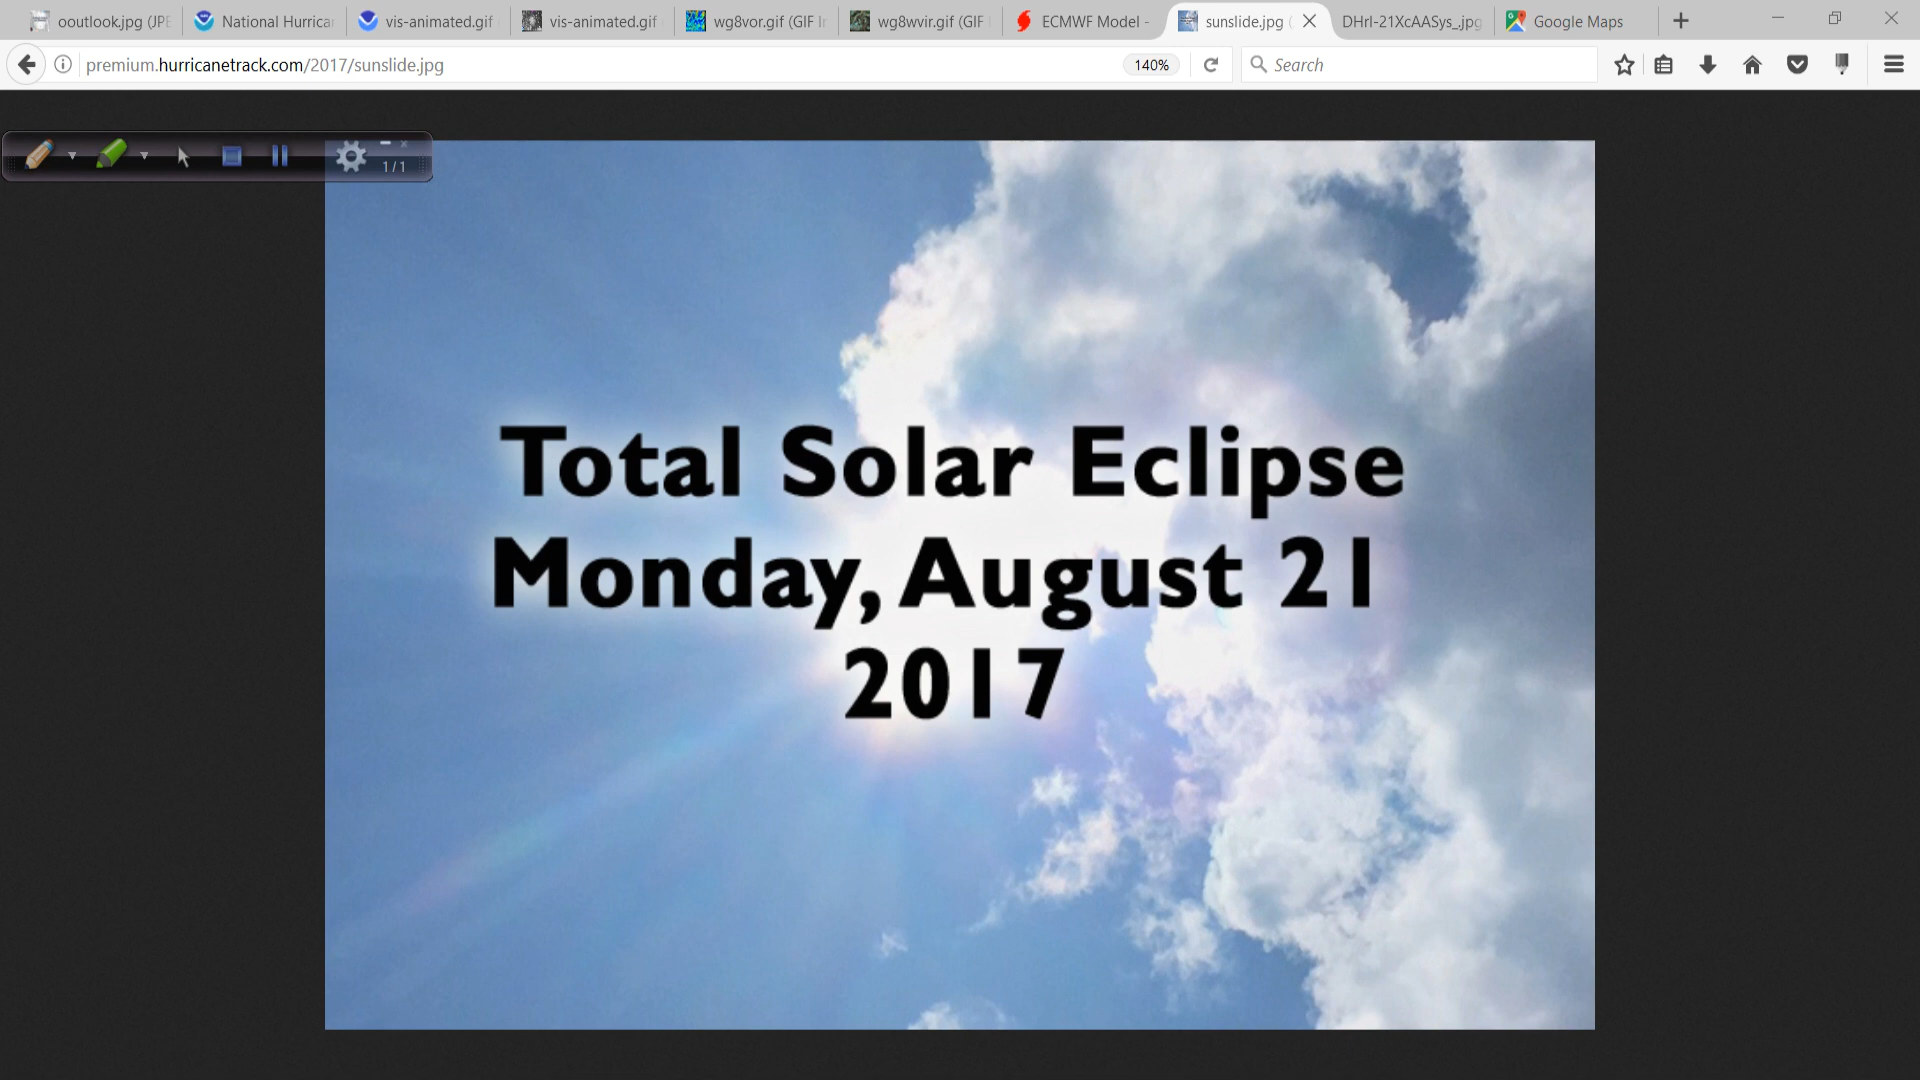 ooutlook.jpg (JPE
National Hurrica
vis-animated.gif
vis-animated.gif
wg8vor.gif (GIF I
wg8wvir.gif (GIF
ECMWF Model -
sunslide.jpg (
DHrI-21XcAASys_.jpg
Google Maps
premium.hurricanetrack.com/2017/sunslide.jpg
140%
Search
1/1
Total Solar Eclipse
Monday, August 21
2017